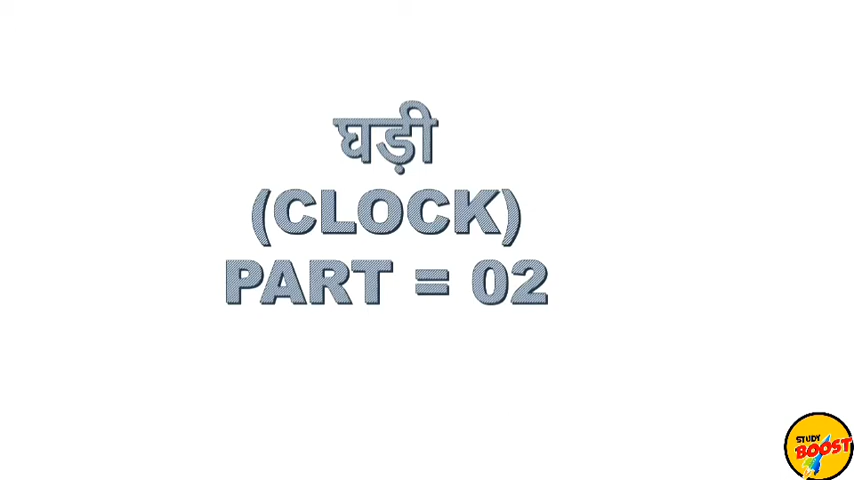 घड़ी
(CLOCK)
PART = 02
STUDY
BOOST